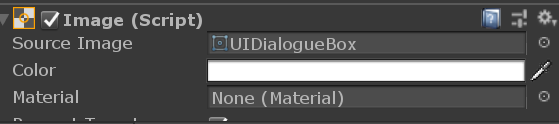 Image (Script)
Source Image UIDialogueBox
Color
Material None (Material)